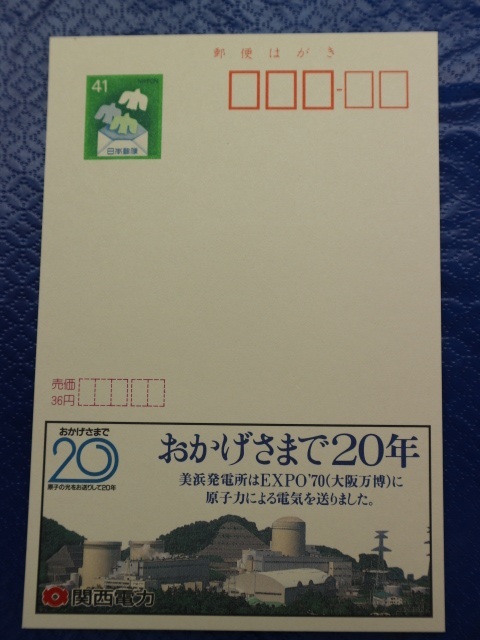 郵便はがき
41
NIPPON
日本郵便
売価
36円
おかげさまで
20
原子の光をお送りして20年
おかげさまで20年
美浜発電所はEXPO'70(大阪万博)に
原子力による電気を送りました。
関西電力